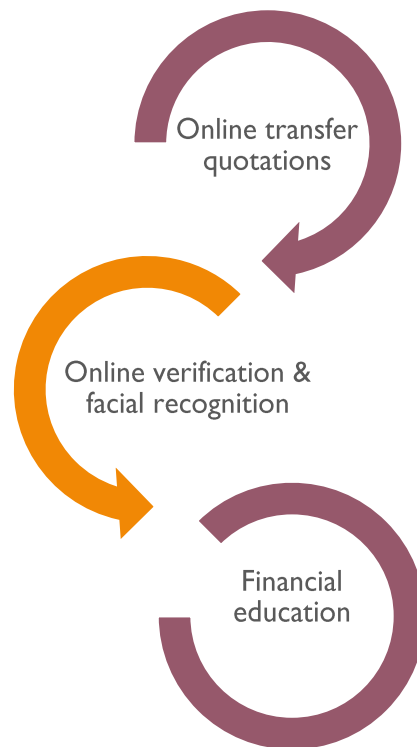 Online transfer
quotations
Online verification &
facial recognition
Financial
education